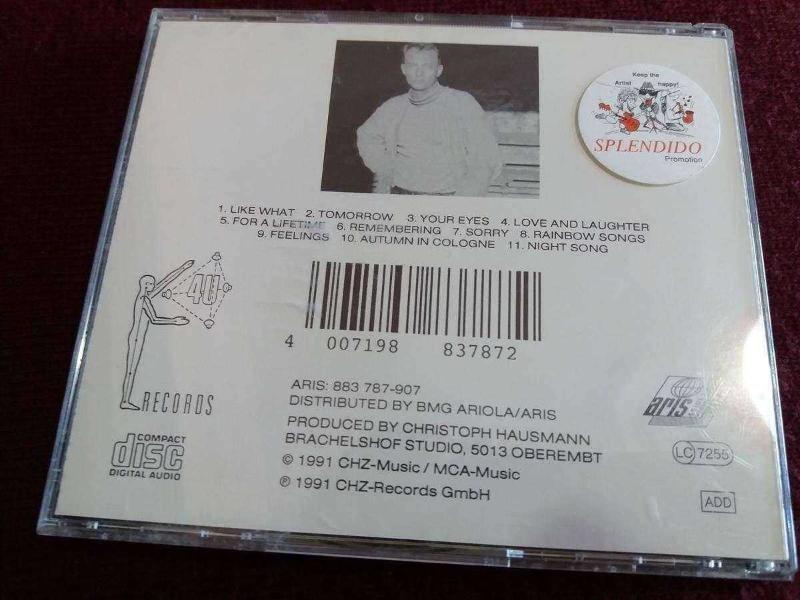 Keep the
Artist happy!
SPLENDIDO
Promotion
1. LIKE WHAT 2. TOMORROW 3. YOUR EYES 4. LOVE AND LAUGHTER
5. FOR A LIFETIME 6. REMEMBERING 7. SORRY 8. RAINBOW SONGS
9. FEELINGS 10. AUTUMN IN COLOGNE 11. NIGHT SONG
4U
RECORDS
4 007198 837872
ARIS: 883 787-907
DISTRIBUTED BY BMG ARIOLA/ARIS
PRODUCED BY CHRISTOPH HAUSMANN
BRACHELSHOF STUDIO, 5013 OBEREMBT
© 1991 CHZ-Music / MCA-Music
℗ 1991 CHZ-Records GmbH
COMPACT
disc
DIGITAL AUDIO
aris
LC 7255
ADD